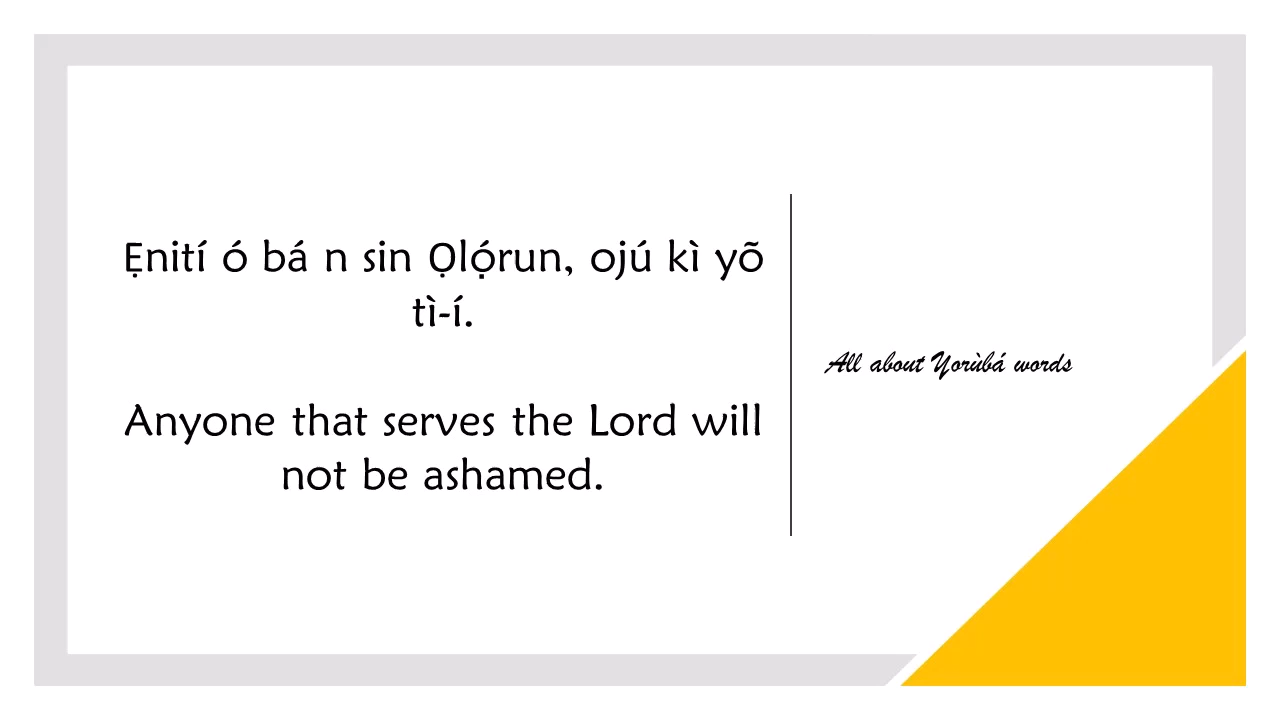 Ẹnití ó bá n sin Ọlọ́run, ojú kì yõ
tì-í.
Anyone that serves the Lord will
not be ashamed.
All about Yorùbá words